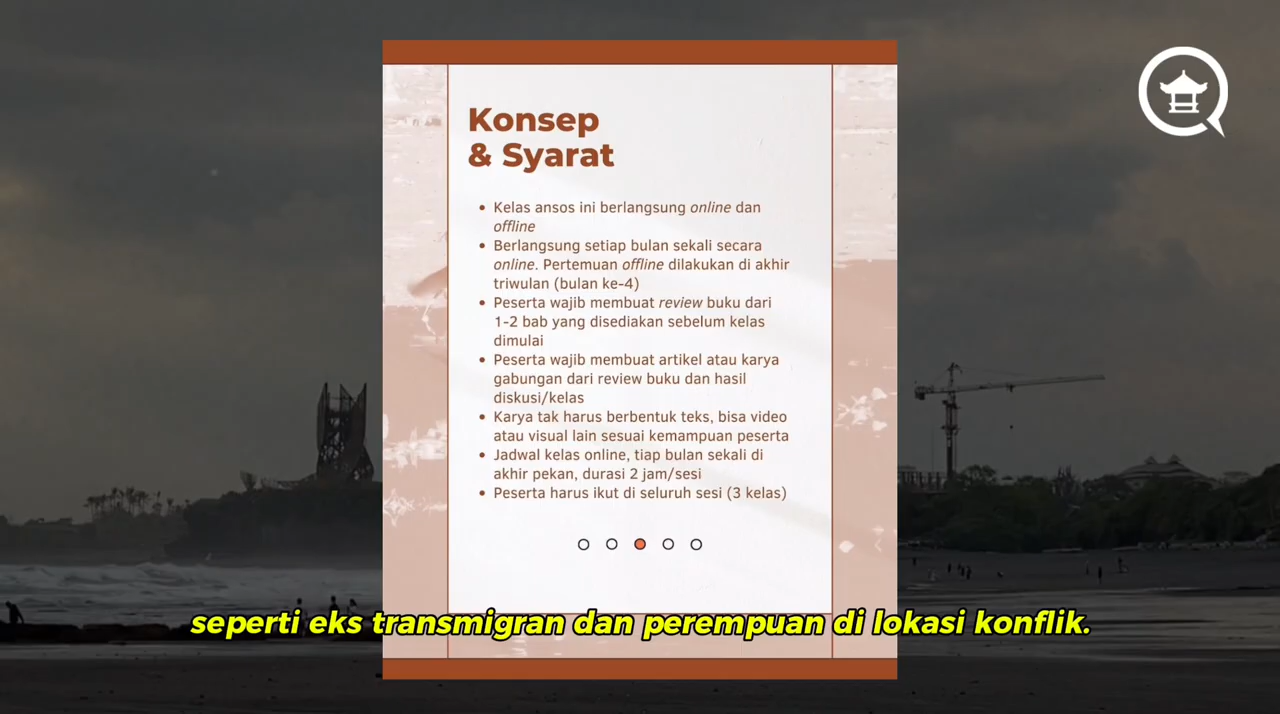 Konsep
& Syarat
• Kelas ansos ini berlangsung online dan
offline
• Berlangsung setiap bulan sekali secara
online. Pertemuan offline dilakukan di akhir
triwulan (bulan ke-4)
• Peserta wajib membuat review buku dari
1-2 bab yang disediakan sebelum kelas
dimulai
• Peserta wajib membuat artikel atau karya
gabungan dari review buku dan hasil
diskusi/kelas
• Karya tak harus berbentuk teks, bisa video
atau visual lain sesuai kemampuan peserta
• Jadwal kelas online, tiap bulan sekali di
akhir pekan, durasi 2 jam/sesi
• Peserta harus ikut di seluruh sesi (3 kelas)
seperti eks transmigran dan perempuan di lokasi konflik.